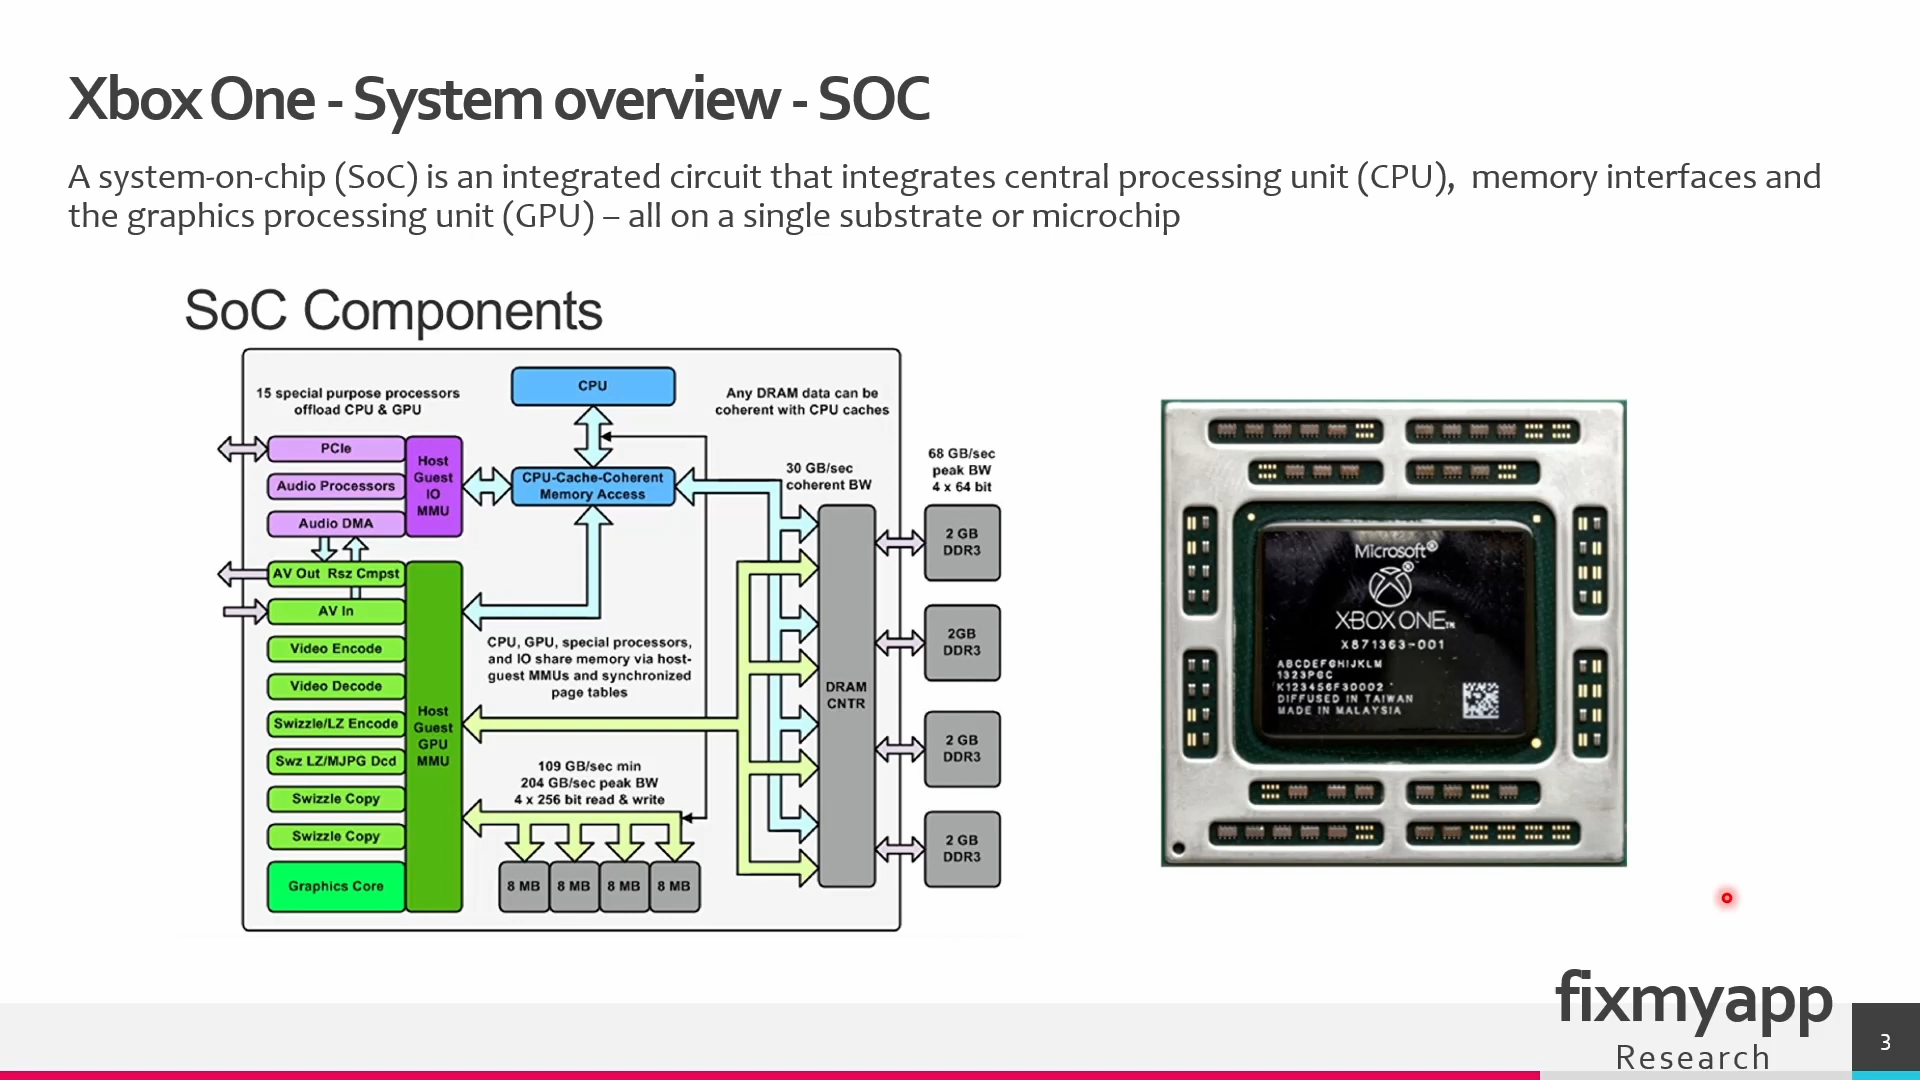 Xbox One - System overview - SOC
A system-on-chip (SoC) is an integrated circuit that integrates central processing unit (CPU), memory interfaces and
the graphics processing unit (GPU) – all on a single substrate or microchip
SoC Components
15 special purpose processors
offload CPU & GPU
CPU
Any DRAM data can be
coherent with CPU caches
PCIe
Audio Processors
Audio DMA
Host
Guest
IO
MMU
CPU-Cache-Coherent
Memory Access
30 GB/sec
coherent BW
68 GB/sec
peak BW
4 x 64 bit
AV Out Rsz Cmpst
AV In
Video Encode
Video Decode
Swizzle/LZ Encode
Swz LZ/MJPG Dcd
Swizzle Copy
Swizzle Copy
Graphics Core
Host
Guest
GPU
MMU
CPU, GPU, special processors,
and IO share memory via host-
guest MMUs and synchronized
page tables
109 GB/sec min
204 GB/sec peak BW
4 x 256 bit read & write
8 MB
8 MB
8 MB
8 MB
DRAM
CNTR
2 GB
DDR3
2GB
DDR3
2 GB
DDR3
2 GB
DDR3
Microsoft®
®
XBOX ONE™
X871363-001
ABCDEFGHIJKLM
1323PGC
K123456F30002
DIFFUSED IN TAIWAN
MADE IN MALAYSIA
fixmyapp
Research
3